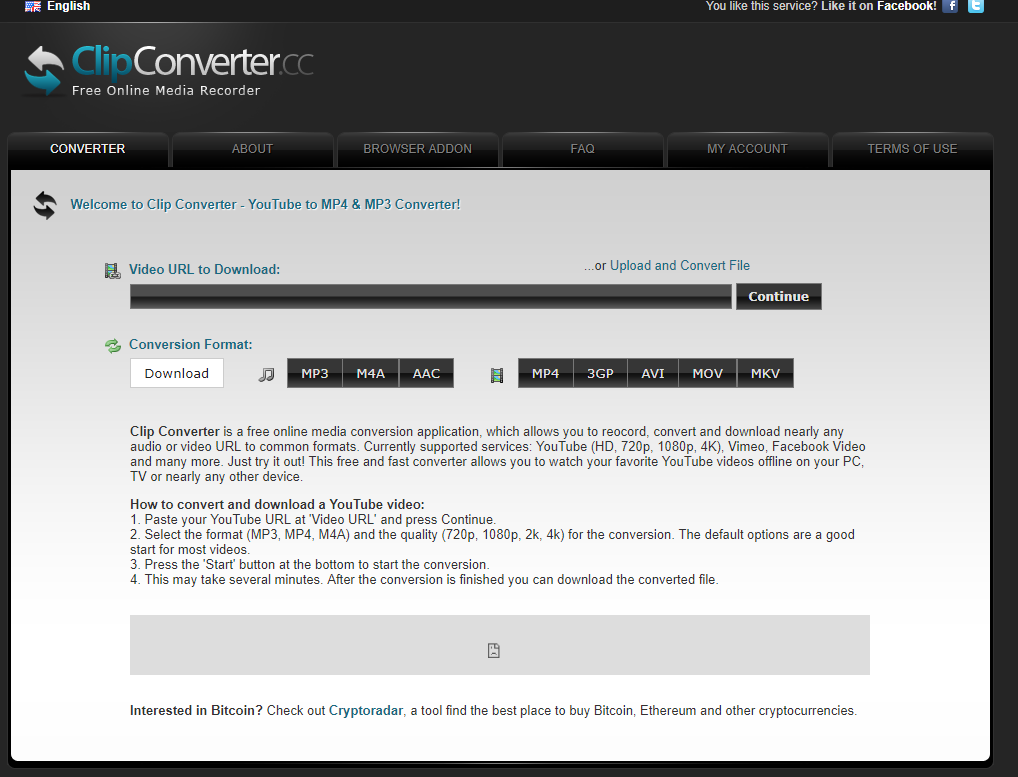 English
You like this service? Like it on Facebook!
ClipConverter.cc
Free Online Media Recorder
CONVERTER
ABOUT
BROWSER ADDON
FAQ
MY ACCOUNT
TERMS OF USE
Welcome to Clip Converter - YouTube to MP4 & MP3 Converter!
Video URL to Download:
...or Upload and Convert File
Continue
Conversion Format:
Download
MP3 M4A AAC
MP4 3GP AVI MOV MKV
Clip Converter is a free online media conversion application, which allows you to reocord, convert and download nearly any
audio or video URL to common formats. Currently supported services: YouTube (HD, 720p, 1080p, 4K), Vimeo, Facebook Video
and many more. Just try it out! This free and fast converter allows you to watch your favorite YouTube videos offline on your PC,
TV or nearly any other device.
How to convert and download a YouTube video:
1. Paste your YouTube URL at 'Video URL' and press Continue.
2. Select the format (MP3, MP4, M4A) and the quality (720p, 1080p, 2k, 4k) for the conversion. The default options are a good
start for most videos.
3. Press the 'Start' button at the bottom to start the conversion.
4. This may take several minutes. After the conversion is finished you can download the converted file.
Interested in Bitcoin? Check out Cryptoradar, a tool find the best place to buy Bitcoin, Ethereum and other cryptocurrencies.